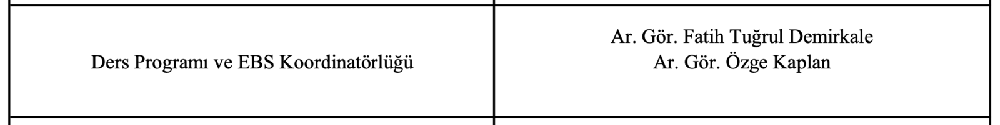 Ders Programı ve EBS Koordinatörlüğü
Ar. Gör. Fatih Tuğrul Demirkale
Ar. Gör. Özge Kaplan